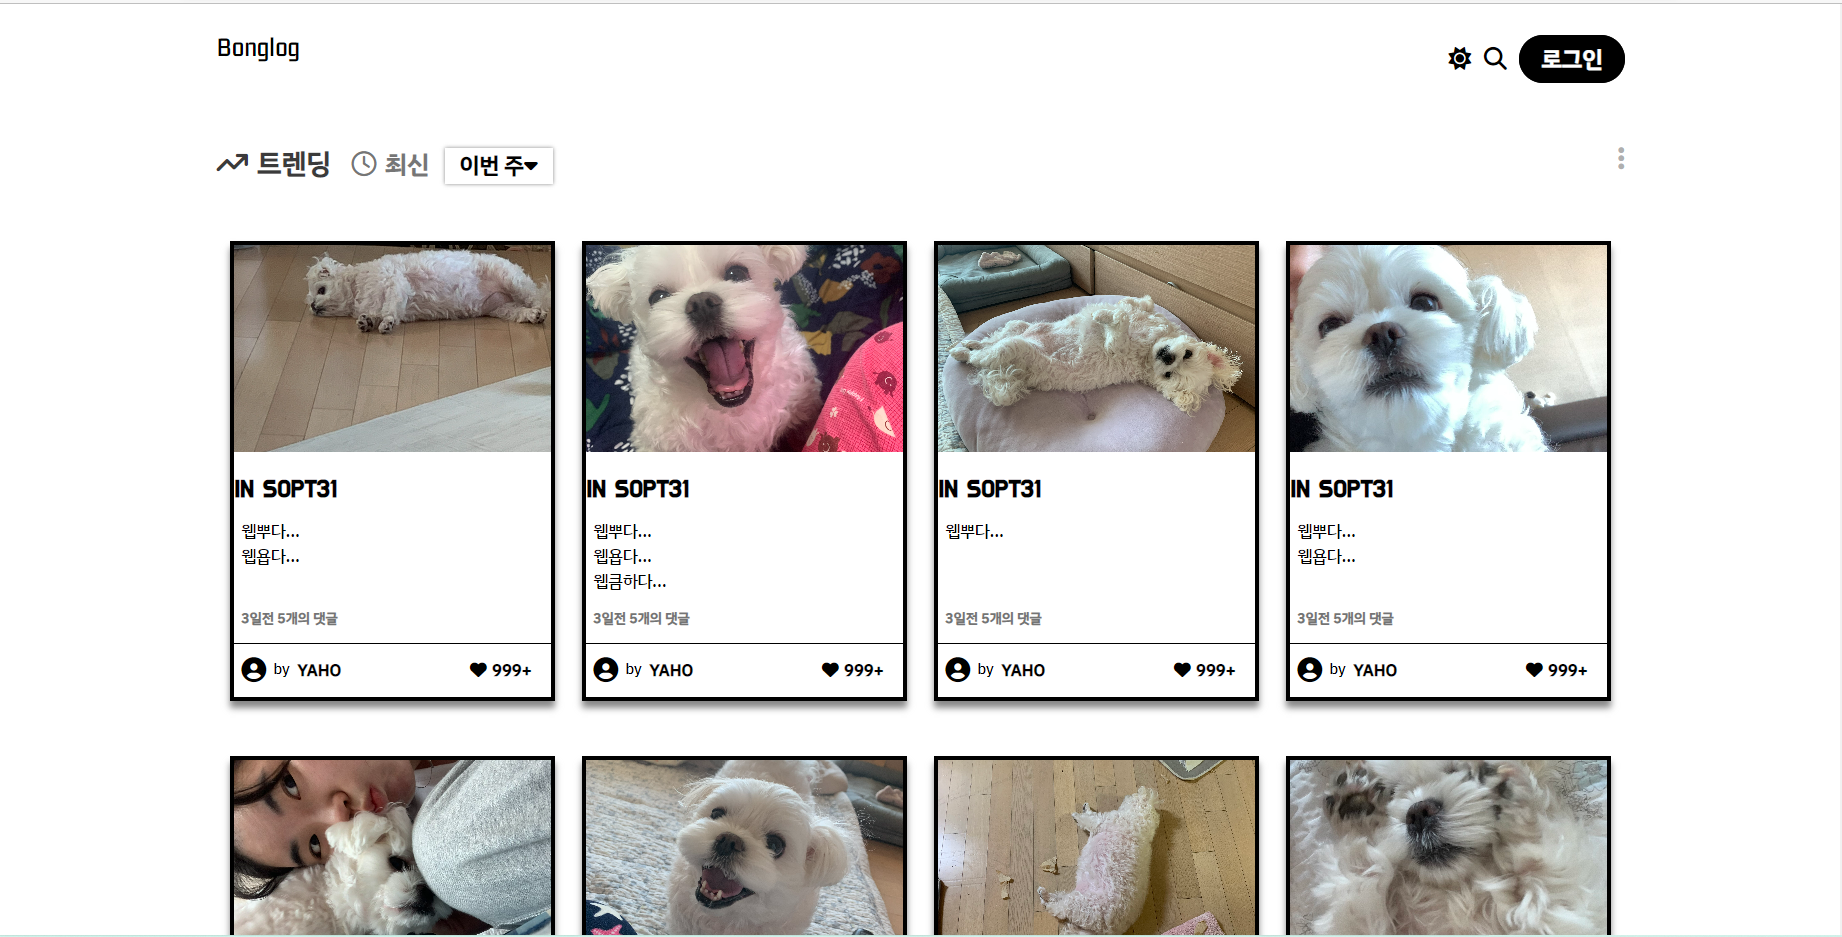 Bonglog
로그인
트렌딩 최신 이번 주
IN SOPT31
웹뿌다...
웹욥다...
3일전 5개의 댓글
by YAHO 999+
IN SOPT31
웹뿌다...
웹욥다...
웹큼하다...
3일전 5개의 댓글
by YAHO 999+
IN SOPT31
웹뿌다...
3일전 5개의 댓글
by YAHO 999+
IN SOPT31
웹뿌다...
웹욥다...
3일전 5개의 댓글
by YAHO 999+